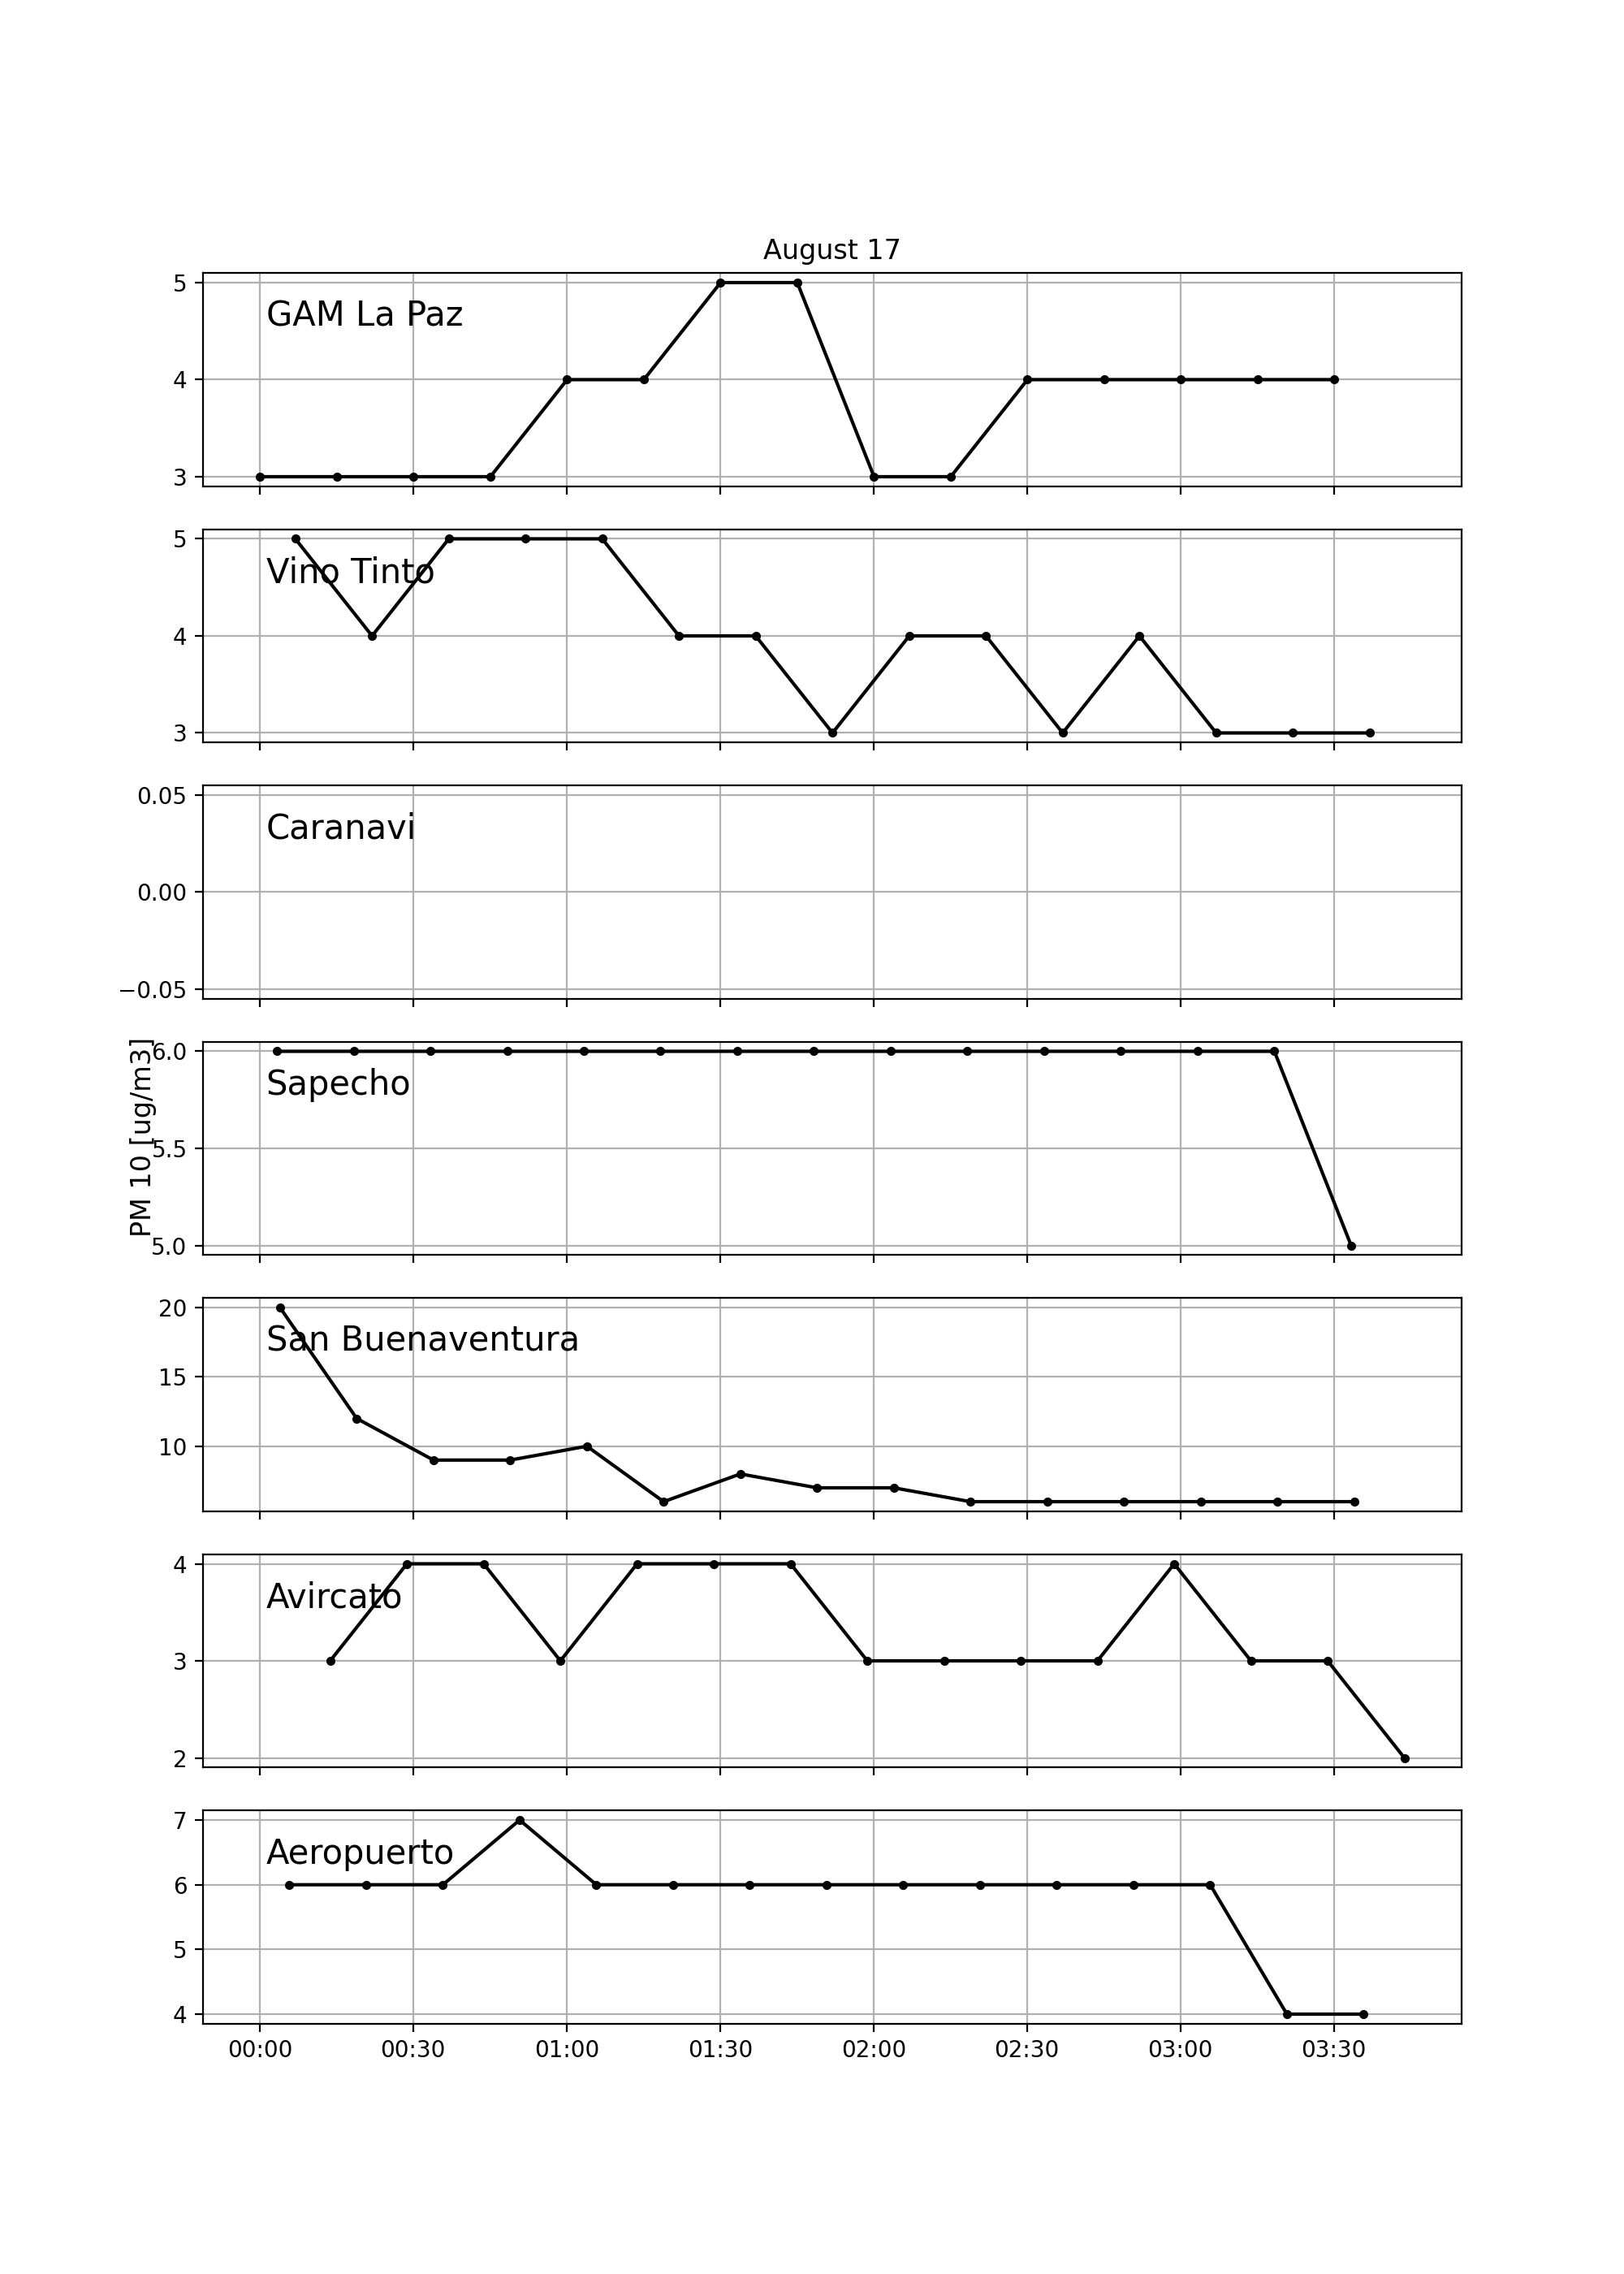 August 17
5
GAM La Paz
4
3
5
Vino Tinto
4
3
0.05
Caranavi
0.00
−0.05
PM 10 [ug/m3]
6.0
Sapecho
5.5
5.0
20
San Buenaventura
15
10
4
Avircato
3
2
7
Aeropuerto
6
5
4
00:00 00:30 01:00 01:30 02:00 02:30 03:00 03:30